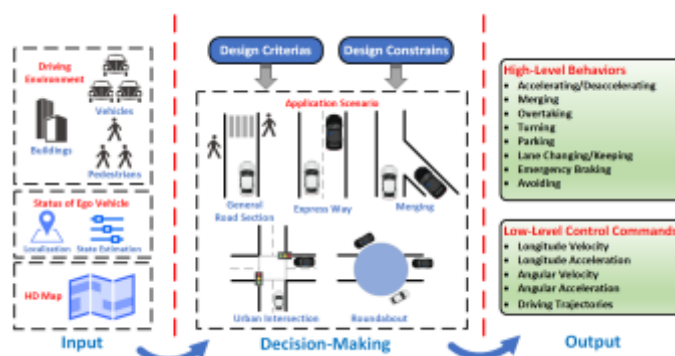 Driving
Environment
Vehicles
Buildings
Pedestrians
Status of Ego Vehicle
Localization
State Estimation
HD Map
Input
Design Criterias
Design Constrains
Application Scenario
General
Road Section
Express Way
Merging
Urban Intersection
Roundabout
Decision-Making
High-Level Behaviors
• Accelerating/Deaccelerating
• Merging
• Overtaking
• Turning
• Parking
• Lane Changing/Keeping
• Emergency Braking
• Avoiding
Low-Level Control Commands
• Longitude Velocity
• Longitude Acceleration
• Angular Velocity
• Angular Acceleration
• Driving Trajectories
Output